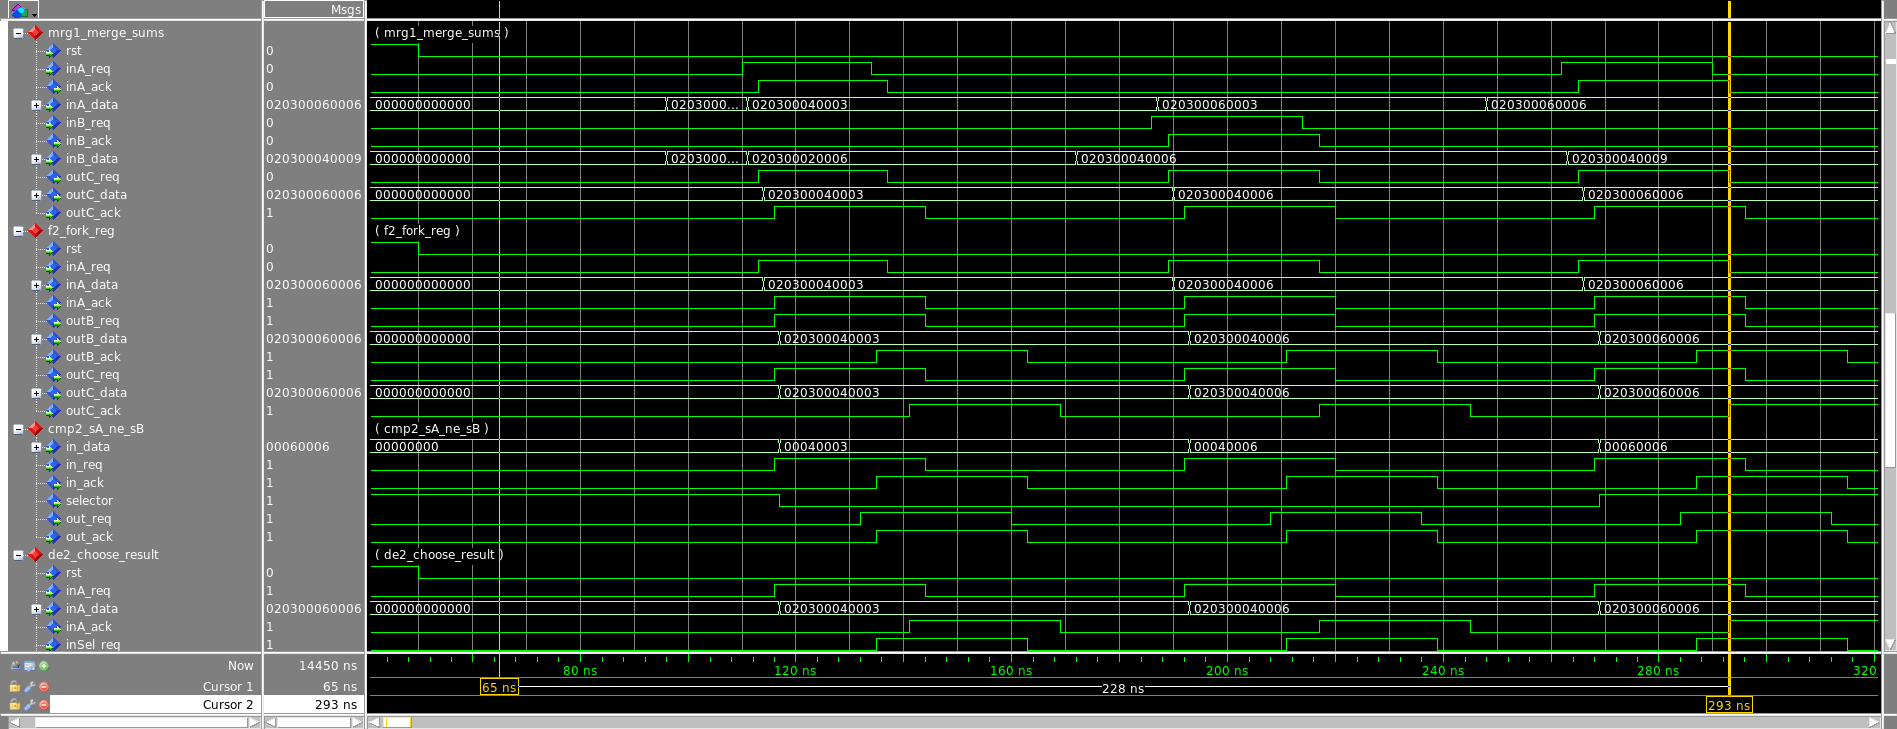 Msgs
mrg1_merge_sums ( mrg1_merge_sums )
rst 0
inA_req 0
inA_ack 0
inA_data 020300060006 000000000000 020300... 020300040003 020300060003 020300060006
inB_req 0
inB_ack 0
inB_data 020300040009 000000000000 020300... 020300020006 020300040006 020300040009
outC_req 0
outC_data 020300060006 000000000000 020300040003 020300040006 020300060006
outC_ack 1
f2_fork_reg ( f2_fork_reg )
rst 0
inA_req 0
inA_data 020300060006 000000000000 020300040003 020300040006 020300060006
inA_ack 1
outB_req 1
outB_data 020300060006 000000000000 020300040003 020300040006 020300060006
outB_ack 1
outC_req 1
outC_data 020300060006 000000000000 020300040003 020300040006 020300060006
outC_ack 1
cmp2_sA_ne_sB ( cmp2_sA_ne_sB )
in_data 00060006 00000000 00040003 00040006 00060006
in_req 1
in_ack 1
selector 1
out_req 1
out_ack 1
de2_choose_result ( de2_choose_result )
rst 0
inA_req 1
inA_data 020300060006 000000000000 020300040003 020300040006 020300060006
inA_ack 1
inSel_req 1
Now 14450 ns 80 ns 120 ns 160 ns 200 ns 240 ns 280 ns 320
Cursor 1 65 ns 65 ns 228 ns
Cursor 2 293 ns 293 ns